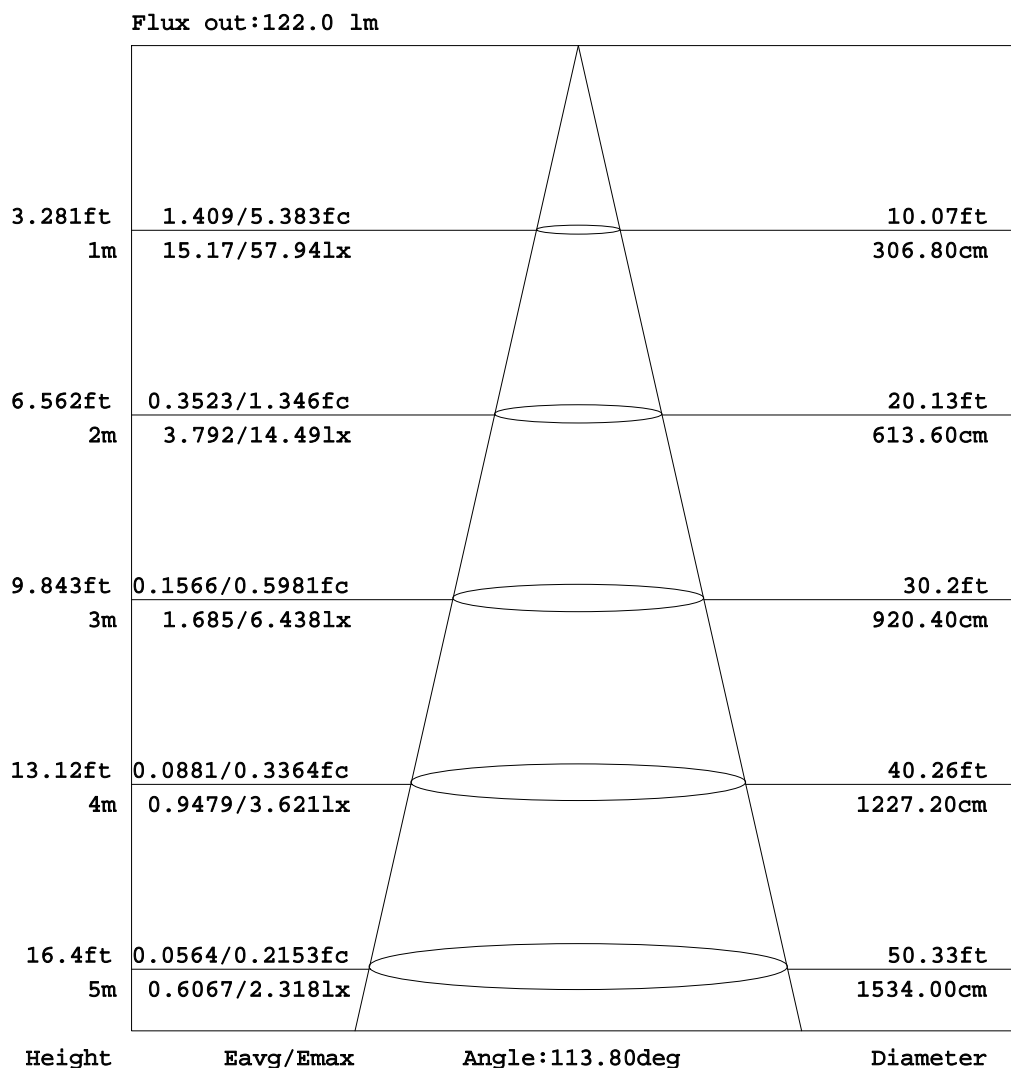 Flux out:122.0 lm
3.281ft 1.409/5.383fc 10.07ft
1m 15.17/57.94lx 306.80cm
6.562ft 0.3523/1.346fc 20.13ft
2m 3.792/14.49lx 613.60cm
9.843ft 0.1566/0.5981fc 30.2ft
3m 1.685/6.438lx 920.40cm
13.12ft 0.0881/0.3364fc 40.26ft
4m 0.9479/3.621lx 1227.20cm
16.4ft 0.0564/0.2153fc 50.33ft
5m 0.6067/2.318lx 1534.00cm
Height Eavg/Emax Angle:113.80deg Diameter